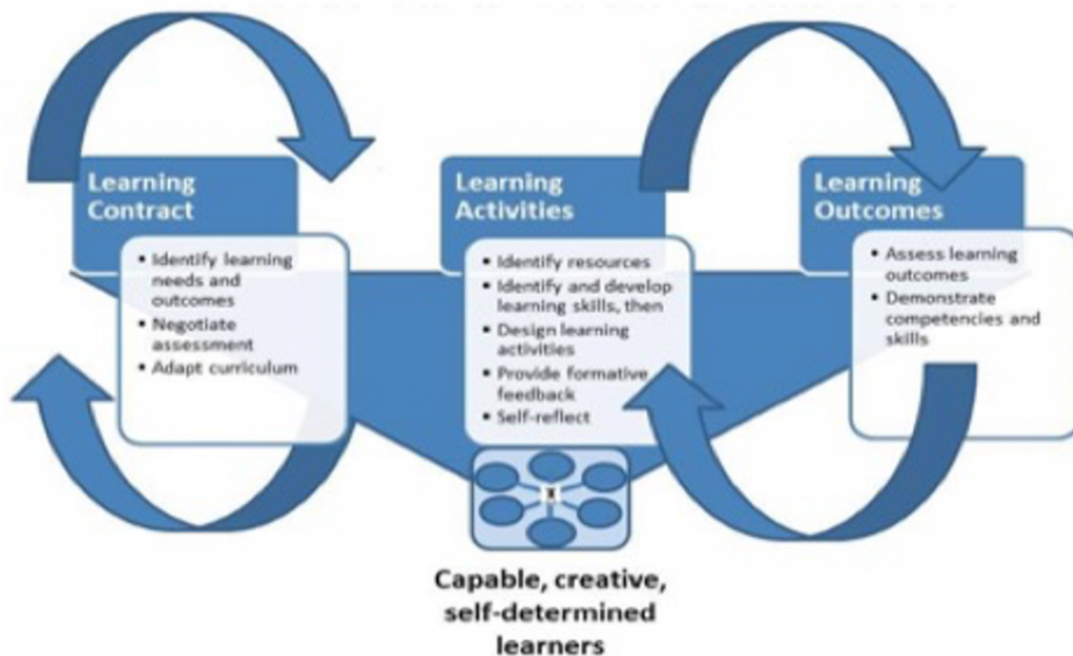 Learning
Contract
▪ Identify learning
needs and
outcomes
▪ Negotiate
assessment
▪ Adapt curriculum
Learning
Activities
▪ Identify resources
▪ Identify and develop
learning skills, then
▪ Design learning
activities
▪ Provide formative
feedback
▪ Self-reflect
Learning
Outcomes
▪ Assess learning
outcomes
▪ Demonstrate
competencies and
skills
Capable, creative,
self-determined
learners